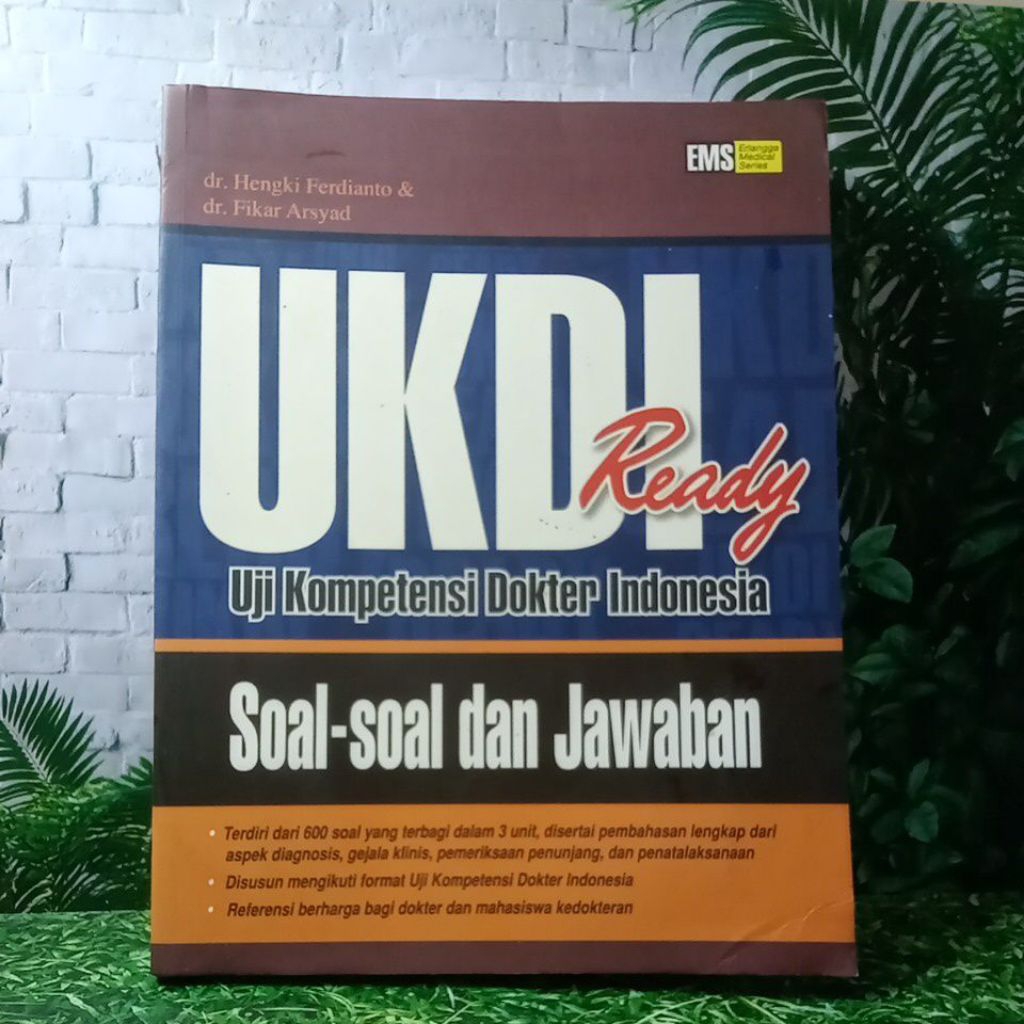 dr. Hengki Ferdianto &
dr. Fikar Arsyad
EMS
Erlangga
Medical
Series
UKDI
Ready
Uji Kompetensi Dokter Indonesia
Soal-soal dan Jawaban
• Terdiri dari 600 soal yang terbagi dalam 3 unit, disertai pembahasan lengkap dari
aspek diagnosis, gejala klinis, pemeriksaan penunjang, dan penatalaksanaan
• Disusun mengikuti format Uji Kompetensi Dokter Indonesia
• Referensi berharga bagi dokter dan mahasiswa kedokteran